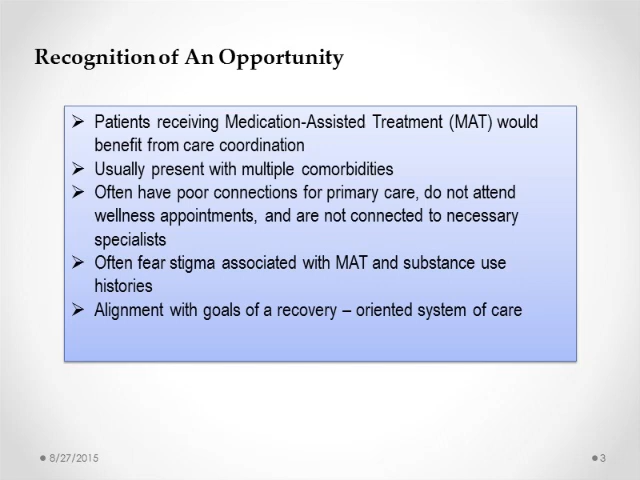 Recognition of An Opportunity
➢ Patients receiving Medication-Assisted Treatment (MAT) would
benefit from care coordination
➢ Usually present with multiple comorbidities
➢ Often have poor connections for primary care, do not attend
wellness appointments, and are not connected to necessary
specialists
➢ Often fear stigma associated with MAT and substance use
histories
➢ Alignment with goals of a recovery – oriented system of care
8/27/2015
3